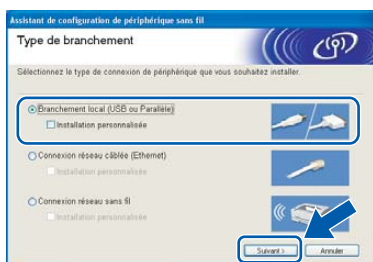 Assistant de configuration de périphérique sans fil
Type de branchement
Sélectionnez le type de connexion de périphérique que vous souhaitez installer.
Branchement local (USB ou Parallèle)
Installation personnalisée
Connexion réseau câblée (Ethernet)
Installation personnalisée
Connexion réseau sans fil
Installation personnalisée
Suivant > Annuler